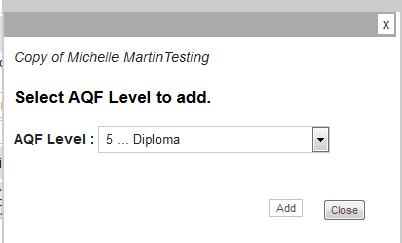 x
Copy of Michelle MartinTesting
Select AQF Level to add.
AQF Level : 5 ... Diploma
Add Close